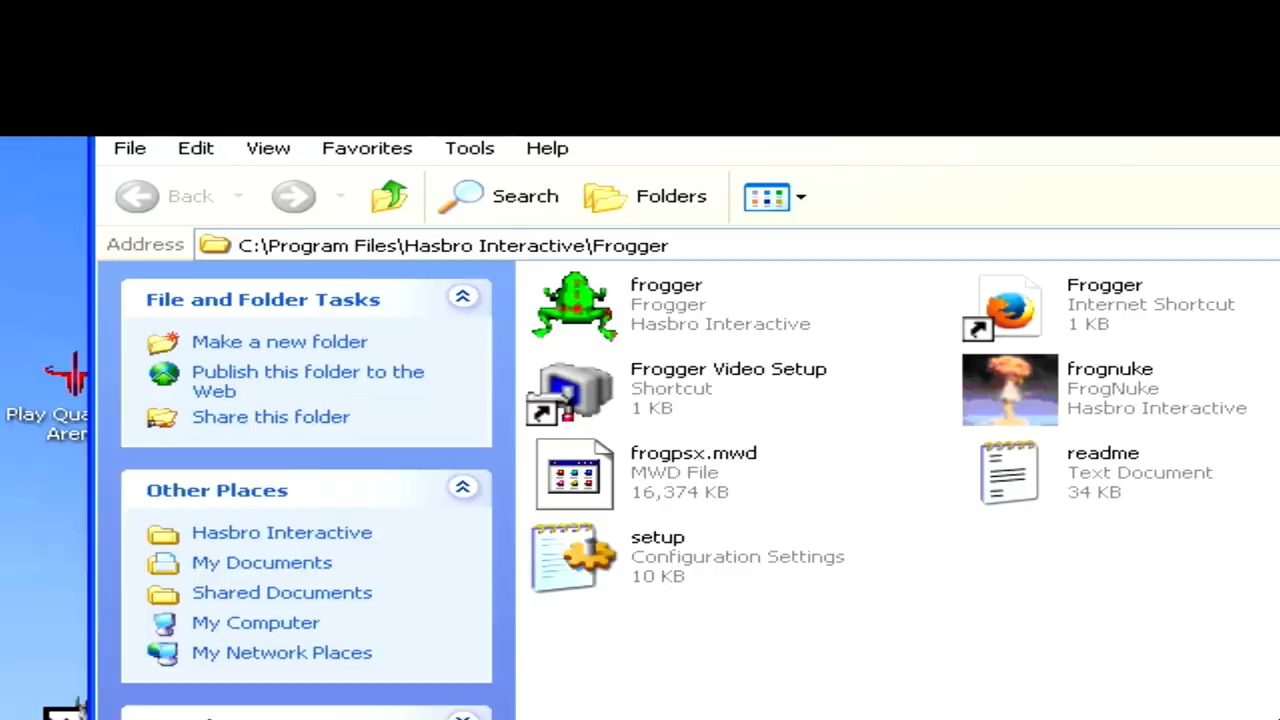 File Edit View Favorites Tools Help
Back Search Folders
Address C:\Program Files\Hasbro Interactive\Frogger
File and Folder Tasks
Make a new folder
Publish this folder to the
Web
Share this folder
Other Places
Hasbro Interactive
My Documents
Shared Documents
My Computer
My Network Places
frogger
Frogger
Hasbro Interactive
Frogger
Internet Shortcut
1 KB
Frogger Video Setup
Shortcut
1 KB
frognuke
FrogNuke
Hasbro Interactive
frogpsx.mwd
MWD File
16,374 KB
readme
Text Document
34 KB
setup
Configuration Settings
10 KB
Play Qua
Aren